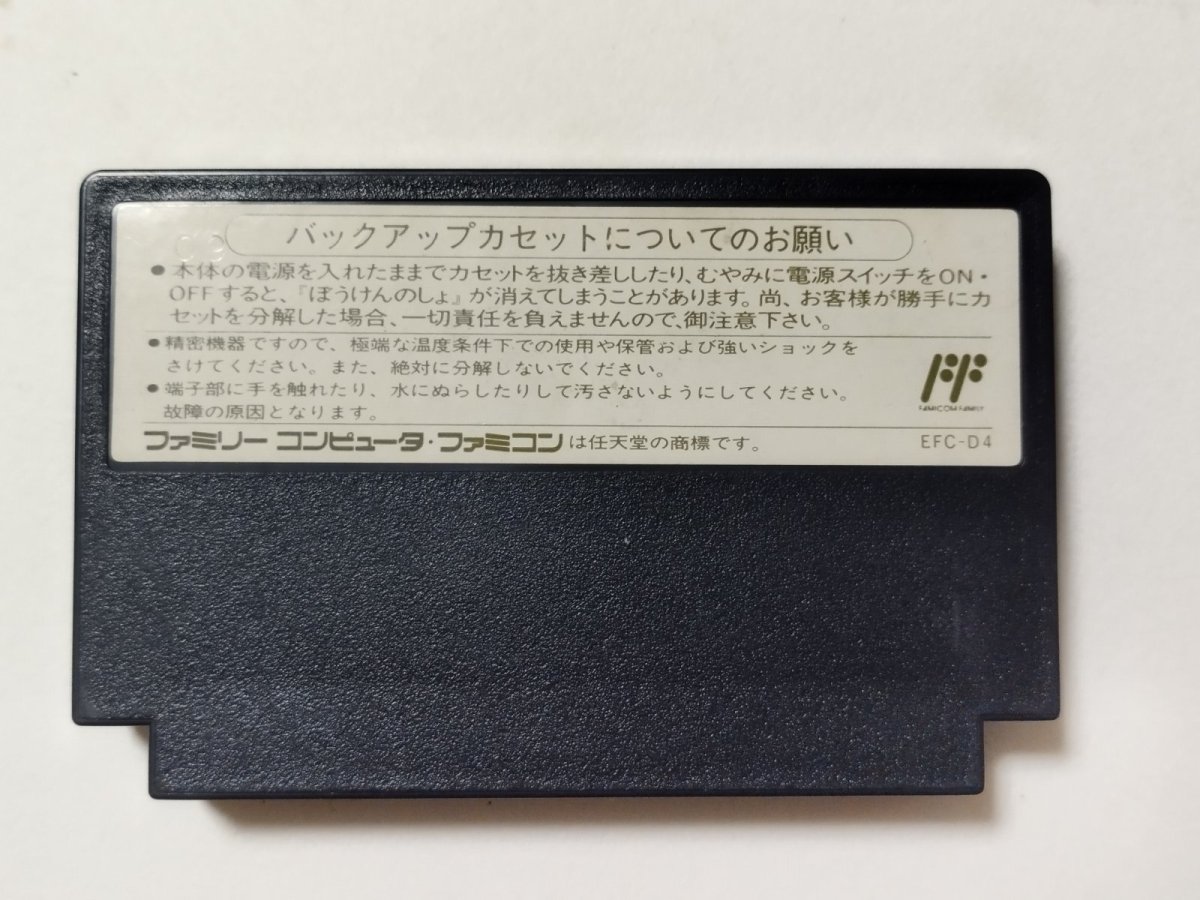 バックアップカセットについてのお願い
●本体の電源を入れたままでカセットを抜き差ししたり、むやみに電源スイッチをON・
OFFすると、『ぼうけんのしょ』が消えてしまうことがあります。尚、お客様が勝手にカ
セットを分解した場合、一切責任を負えませんので、御注意下さい。
●精密機器ですので、極端な温度条件下での使用や保管および強いショックを
さけてください。また、絶対に分解しないでください。
●端子部に手を触れたり、水にぬらしたりして汚さないようにしてください。
故障の原因となります。
FF
FAMICOM FAMILY
ファミリー コンピュータ・ファミコンは任天堂の商標です。
EFC-D4